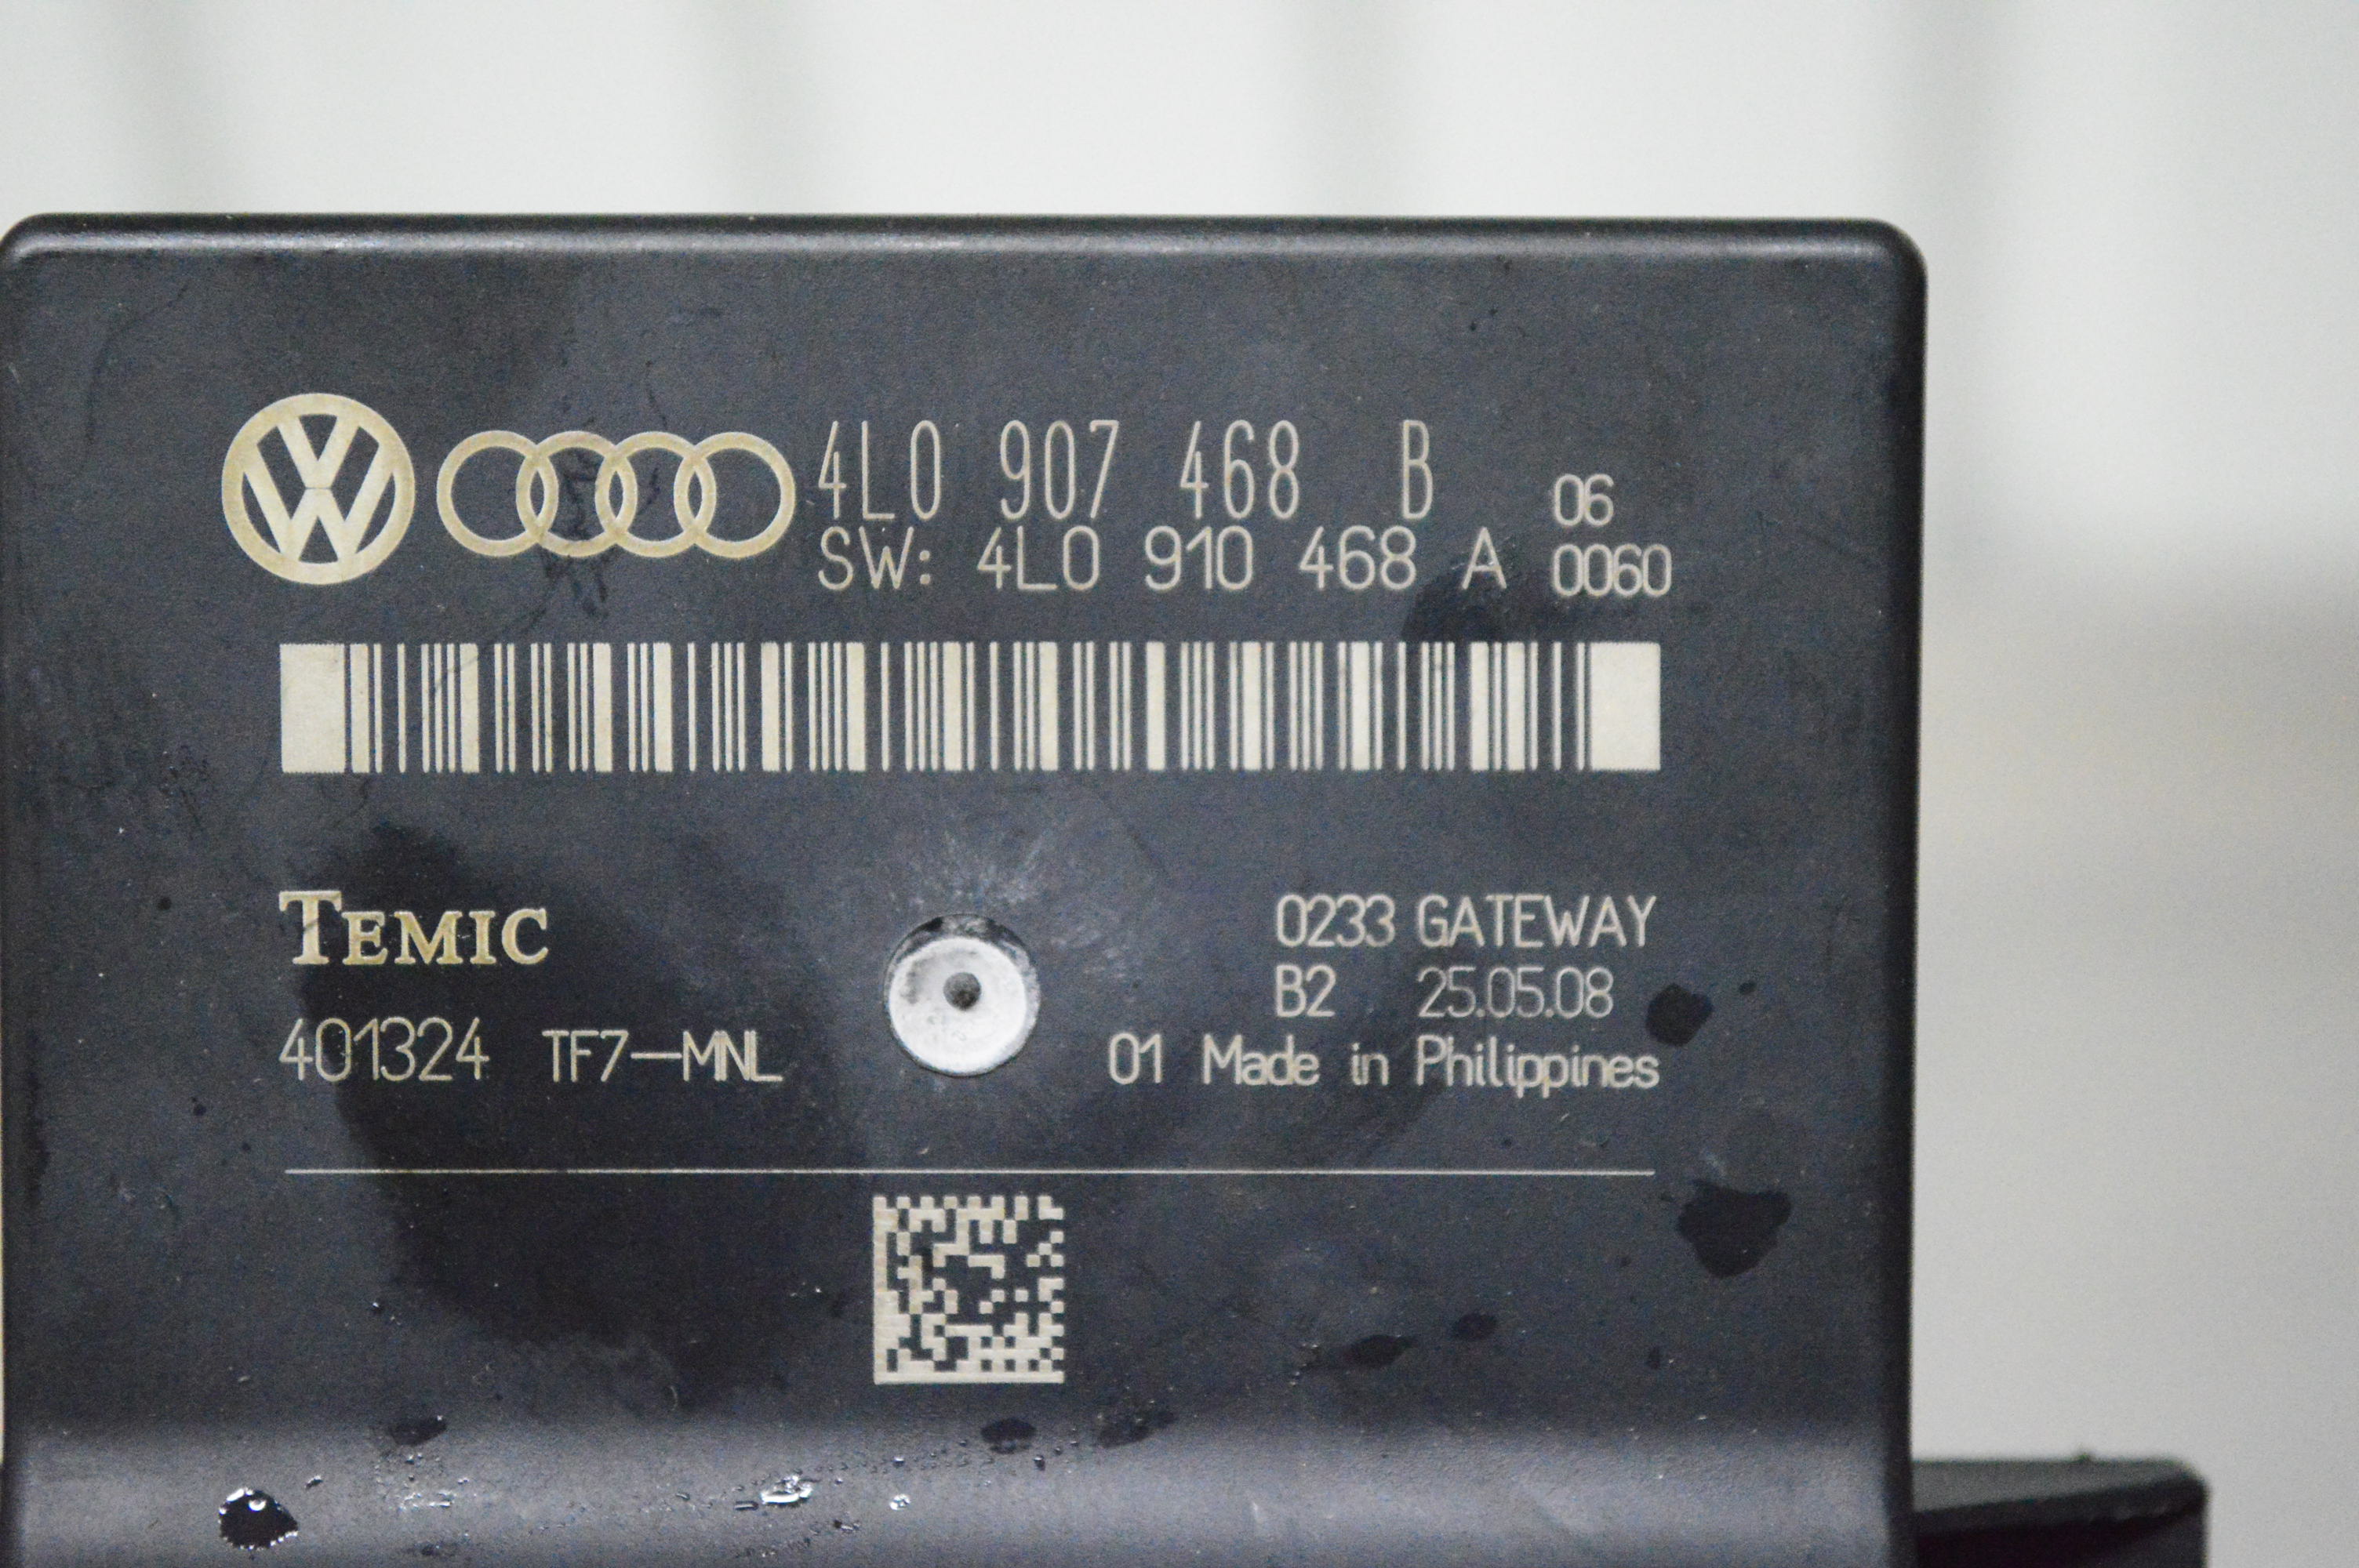 4L0 907 468 B 06
SW: 4L0 910 468 A 0060
TEMIC
0233 GATEWAY
B2 25.05.08
401324 TF7-MNL
01 Made in Philippines